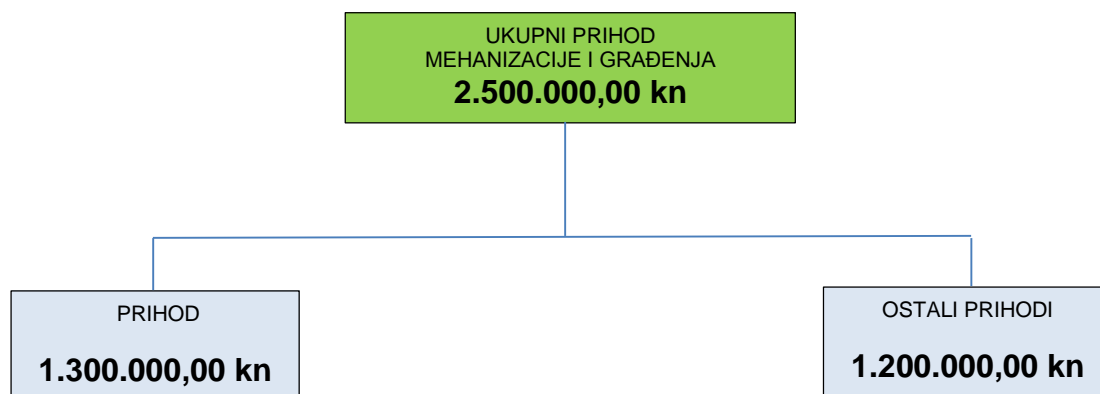 UKUPNI PRIHOD
MEHANIZACIJE I GRAĐENJA
2.500.000,00 kn
PRIHOD
1.300.000,00 kn
OSTALI PRIHODI
1.200.000,00 kn